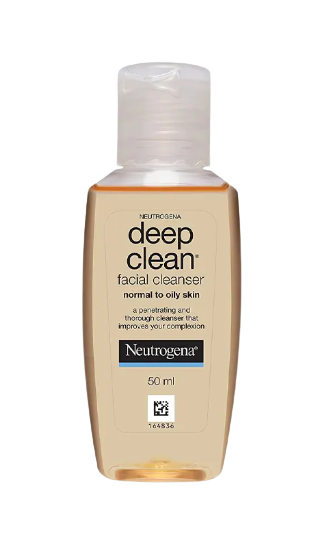 NEUTROGENA
deep
clean®
facial cleanser
normal to oily skin
a penetrating and
thorough cleanser that
improves your complexion
Neutrogena®
50 ml
164836